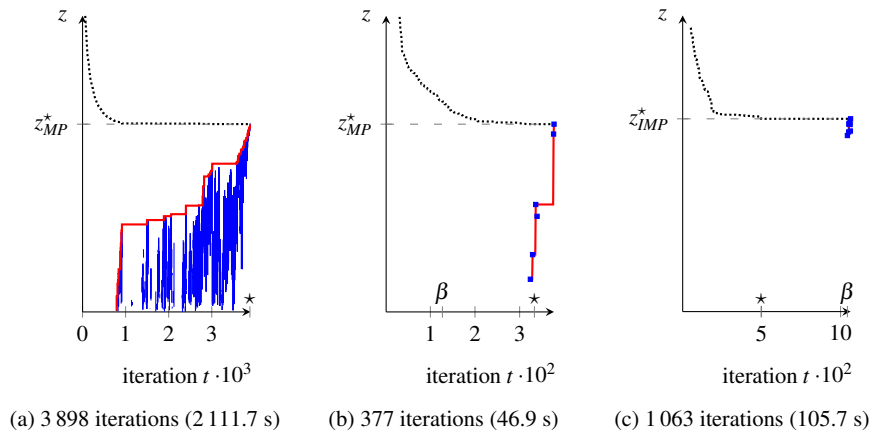 z
z
z
z⋆MP
z⋆MP
z⋆IMP
⋆
β
⋆
⋆
β
0
1
2
3
1
2
3
5
10
iteration t ·10³
iteration t ·10²
iteration t ·10²
(a) 3 898 iterations (2 111.7 s)
(b) 377 iterations (46.9 s)
(c) 1 063 iterations (105.7 s)